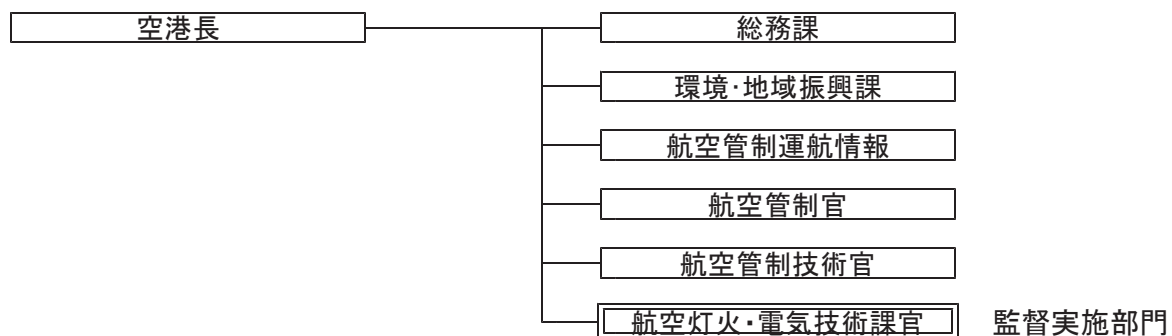 空港長
総務課
環境･地域振興課
航空管制運航情報
航空管制官
航空管制技術官
航空灯火･電気技術課官 監督実施部門